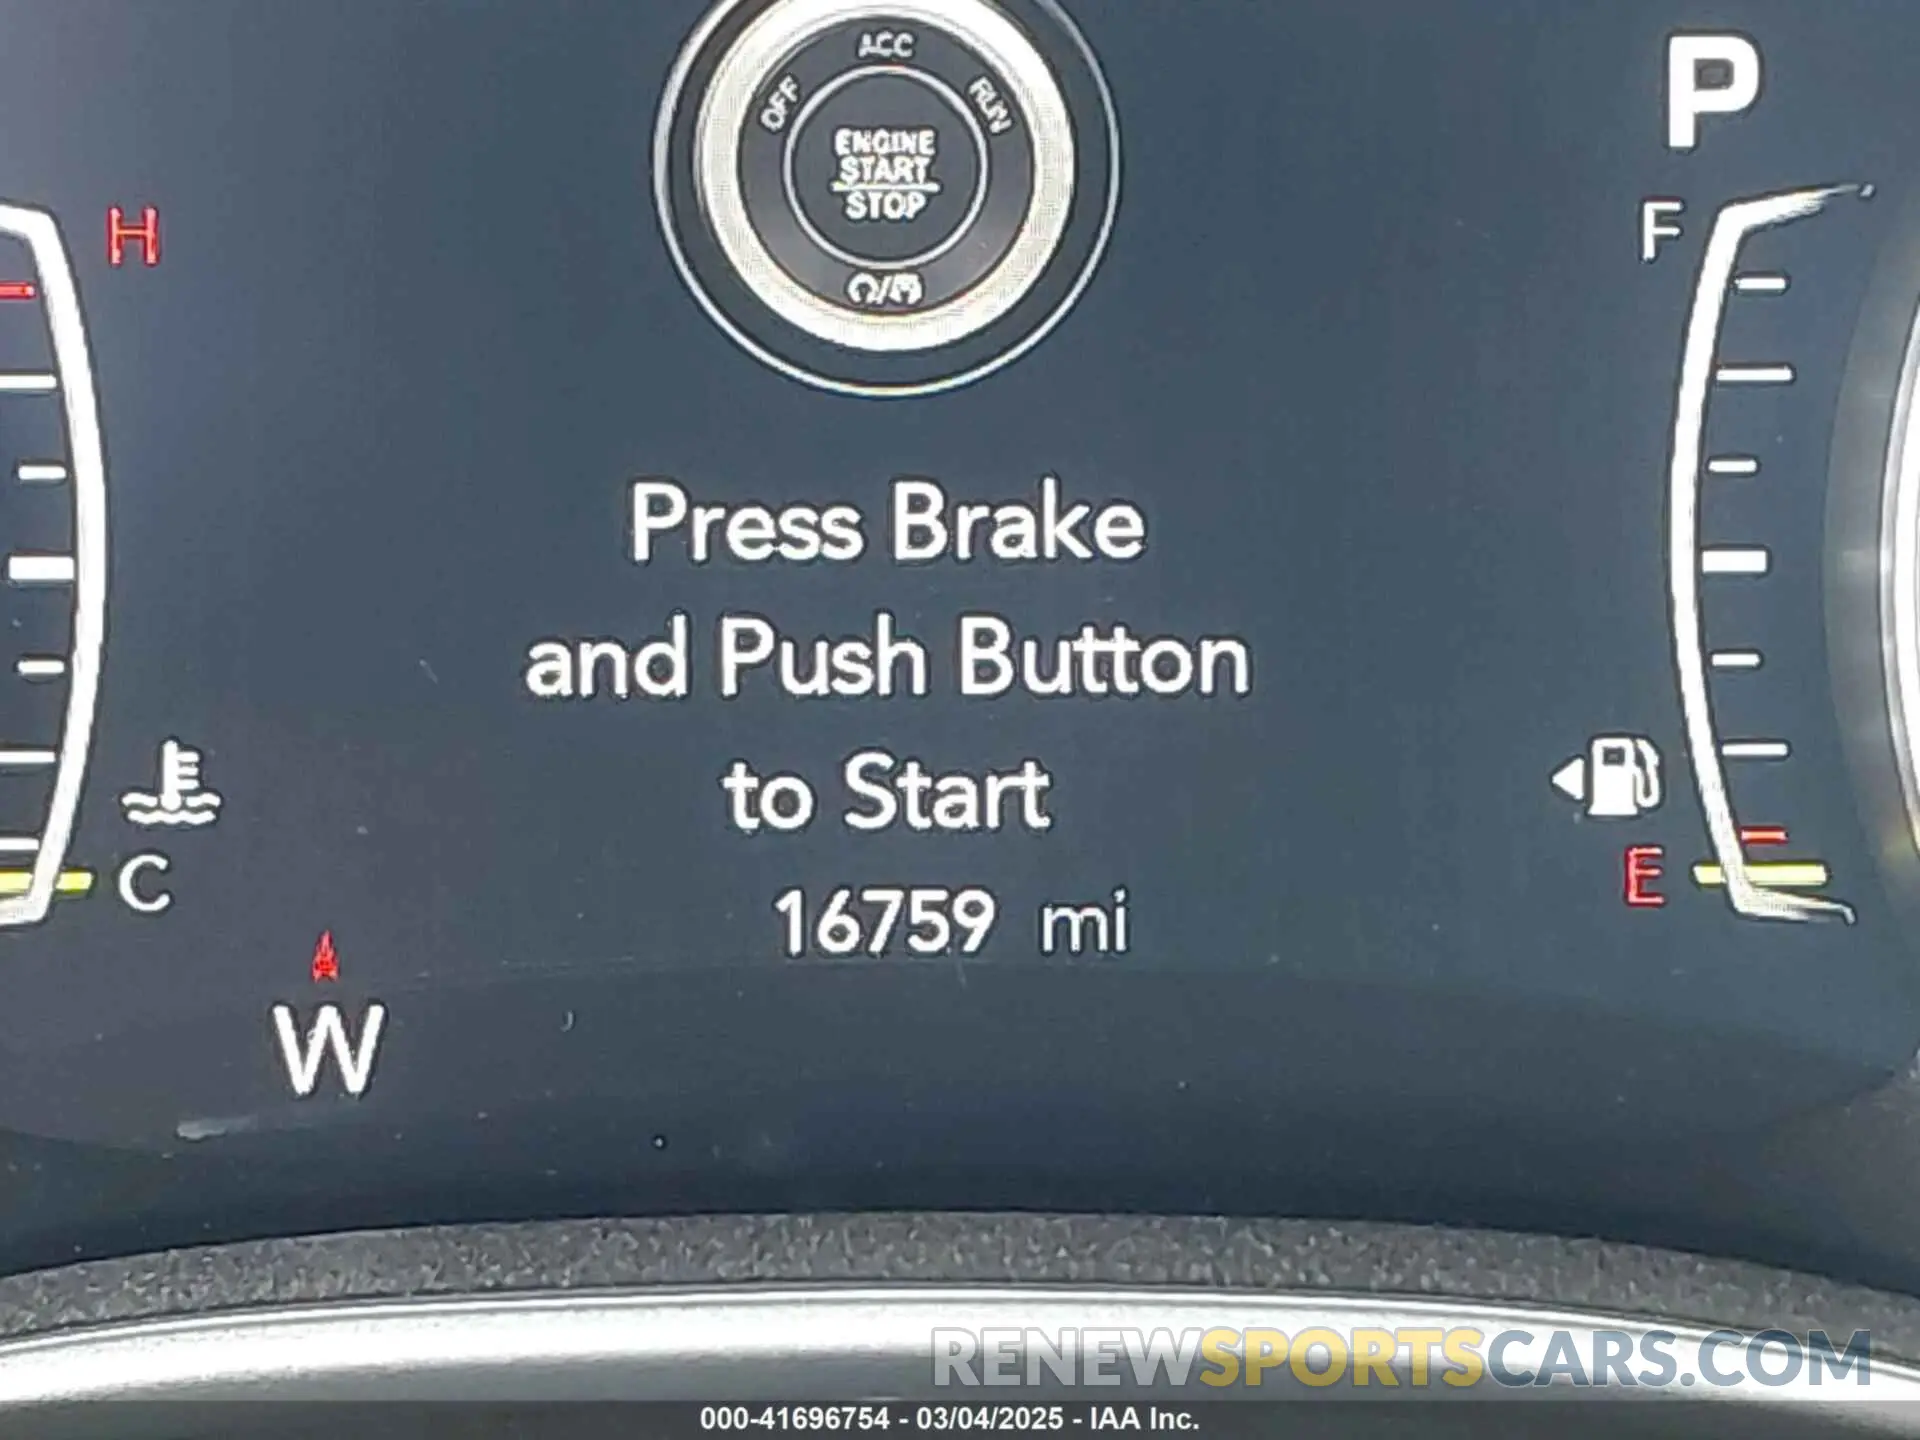 ACC
OFF
RUN
ENGINE
START
STOP
P
H
F
Press Brake
and Push Button
to Start
C
E
16759 mi
W
RENEWSPORTSCARS.COM
000-41696754 - 03/04/2025 - IAA Inc.